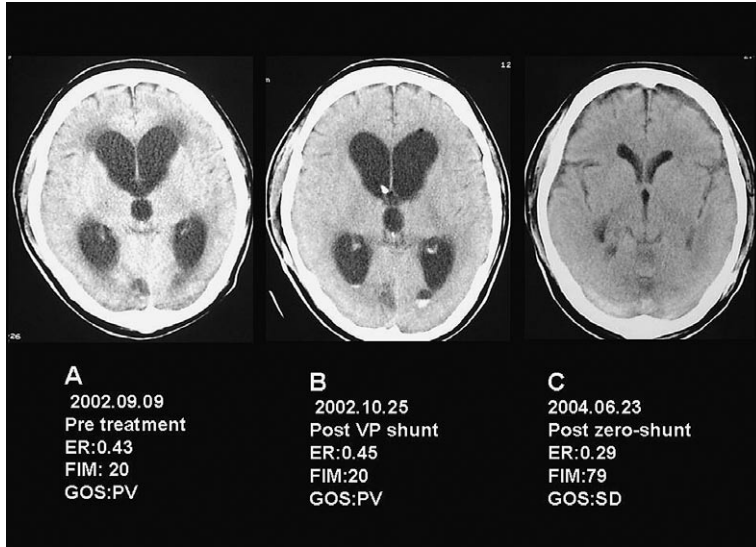 12
26
A
2002.09.09
Pre treatment
ER:0.43
FIM: 20
GOS:PV
B
2002.10.25
Post VP shunt
ER:0.45
FIM:20
GOS:PV
C
2004.06.23
Post zero-shunt
ER:0.29
FIM:79
GOS:SD